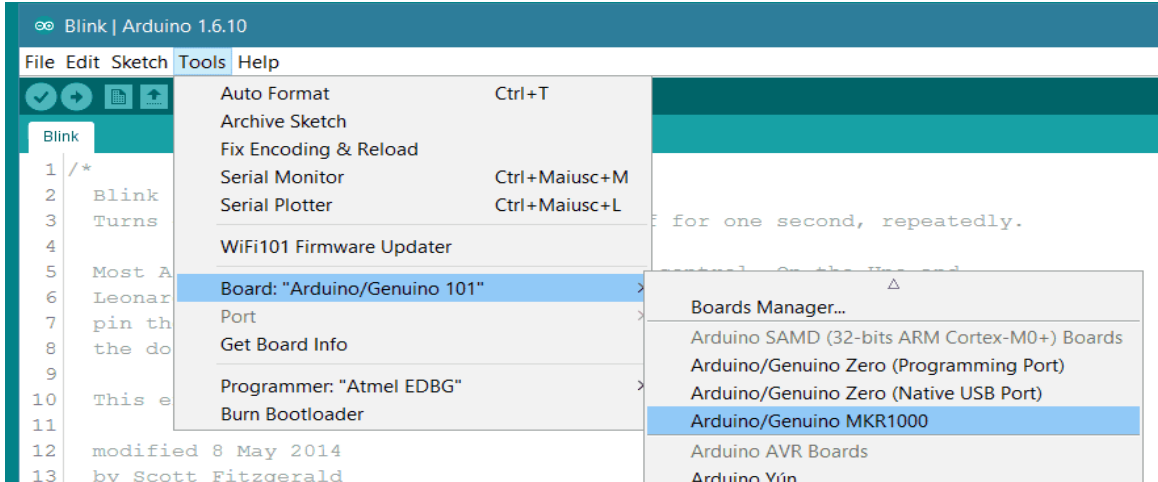 Blink | Arduino 1.6.10
File Edit Sketch Tools Help
Blink
Auto Format Ctrl+T
Archive Sketch
Fix Encoding & Reload
Serial Monitor Ctrl+Maiusc+M
Serial Plotter Ctrl+Maiusc+L
WiFi101 Firmware Updater
Board: "Arduino/Genuino 101"
Port
Get Board Info
Programmer: "Atmel EDBG"
Burn Bootloader
Boards Manager...
Arduino SAMD (32-bits ARM Cortex-M0+) Boards
Arduino/Genuino Zero (Programming Port)
Arduino/Genuino Zero (Native USB Port)
Arduino/Genuino MKR1000
Arduino AVR Boards
Arduino Yún
1 /*
2 Blink
3 Turns for one second, repeatedly.
4
5 Most A control. On the Uno and
6 Leonar
7 pin th
8 the do
9
10 This e
11
12 modified 8 May 2014
13 by Scott Fitzgerald